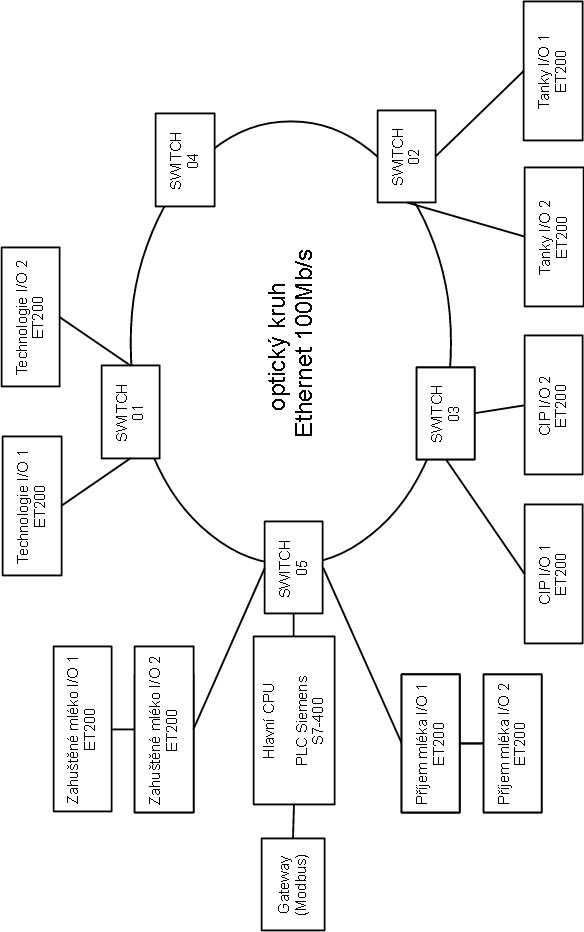 Technologie I/O 1
ET200
Technologie I/O 2
ET200
Zahuštěné mléko I/O 1
ET200
Zahuštěné mléko I/O 2
ET200
SWITCH
01
SWITCH
04
Gateway
(Modbus)
Hlavní CPU
PLC Siemens
S7-400
SWITCH
05
optický kruh
Ethernet 100Mb/s
SWITCH
02
SWITCH
03
Příjem mléka I/O 1
ET200
Příjem mléka I/O 2
ET200
CIP I/O 1
ET200
CIP I/O 2
ET200
Tanky I/O 2
ET200
Tanky I/O 1
ET200